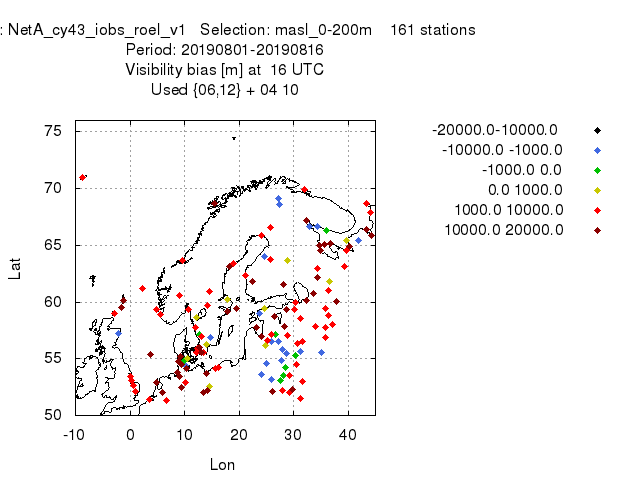 : NetA_cy43_iobs_roel_v1 Selection: masl_0-200m 161 stations
Period: 20190801-20190816
Visibility bias [m] at 16 UTC
Used {06,12} + 04 10
-20000.0-10000.0
-10000.0 -1000.0
-1000.0 0.0
0.0 1000.0
1000.0 10000.0
10000.0 20000.0
75
70
65
60
55
50
Lat
-10 0 10 20 30 40
Lon